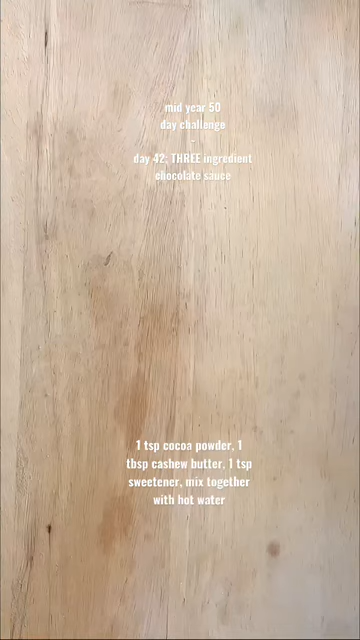 mid year 50
day challenge
-
day 42; THREE ingredient
chocolate sauce
1 tsp cocoa powder, 1
tbsp cashew butter, 1 tsp
sweetener, mix together
with hot water